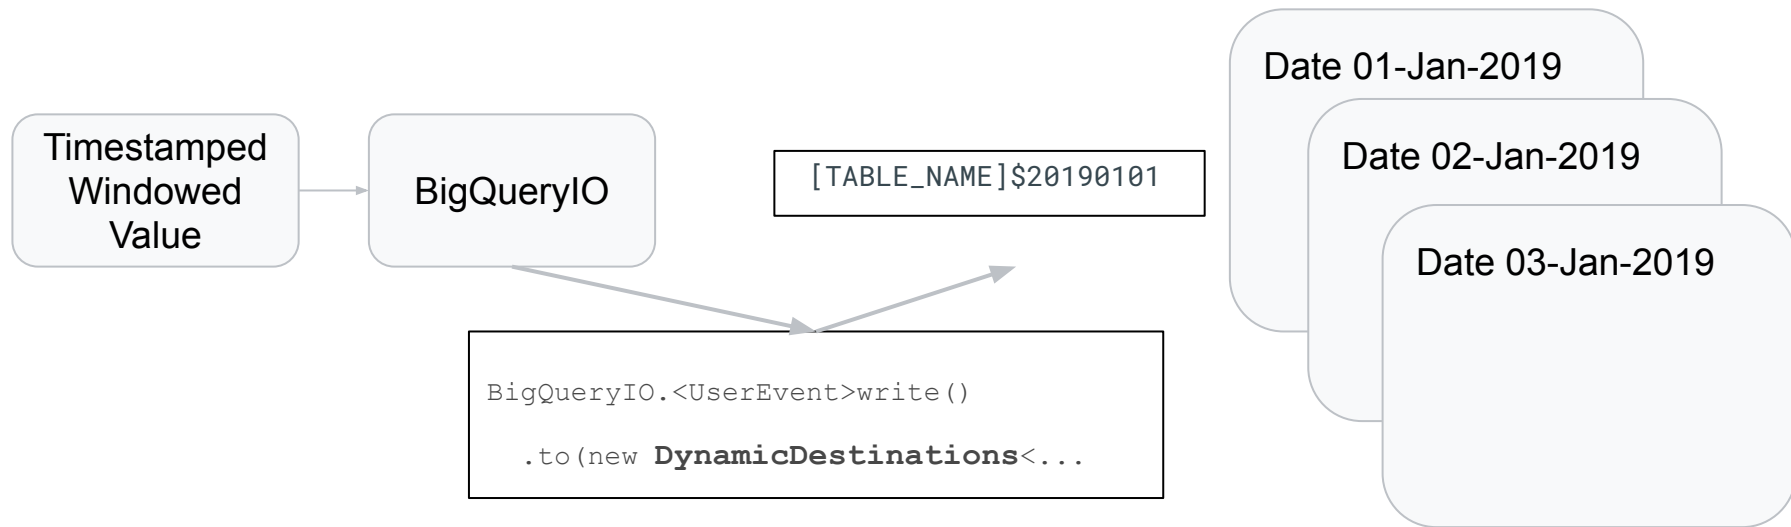 Timestamped
Windowed
Value
BigQueryIO
[TABLE_NAME]$20190101
BigQueryIO.<UserEvent>write()
.to(new DynamicDestinations<...
Date 01-Jan-2019
Date 02-Jan-2019
Date 03-Jan-2019